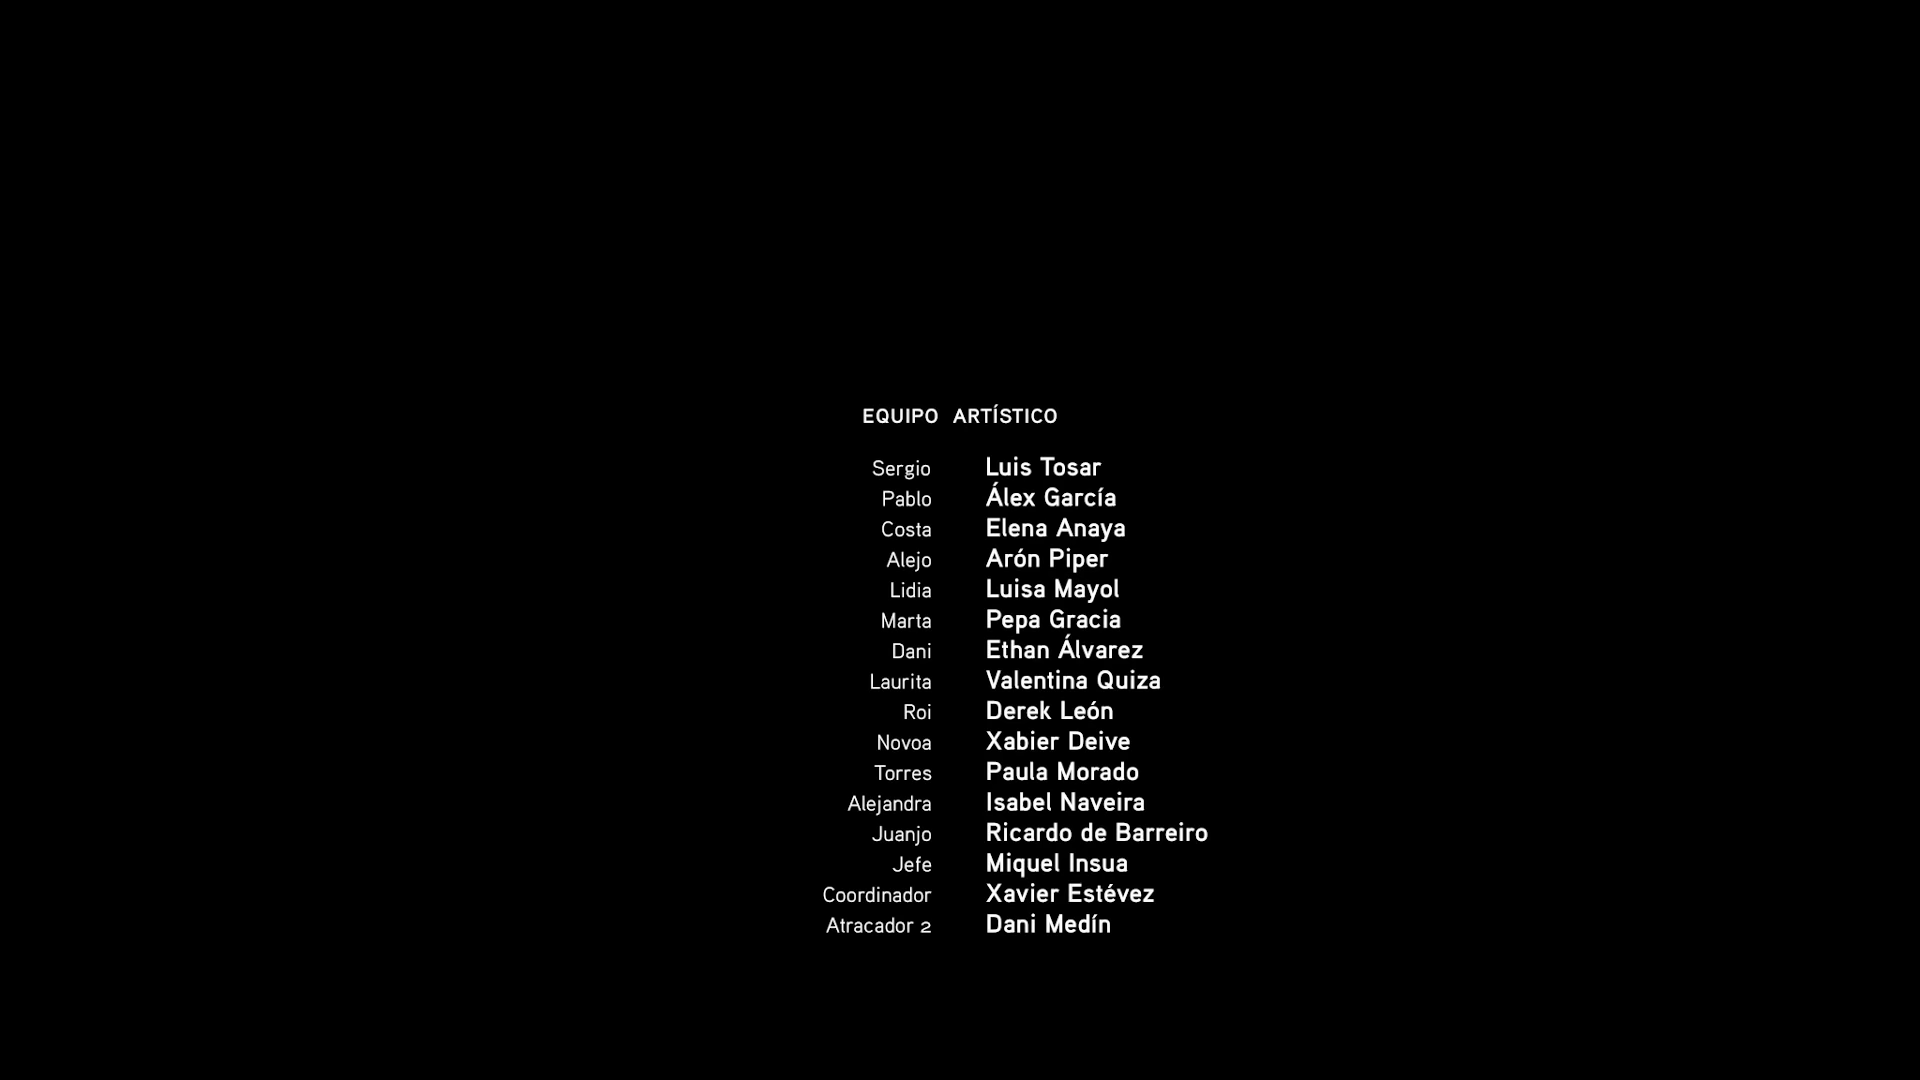 EQUIPO ARTÍSTICO
Sergio Luis Tosar
Pablo Álex García
Costa Elena Anaya
Alejo Arón Piper
Lidia Luisa Mayol
Marta Pepa Gracia
Dani Ethan Álvarez
Laurita Valentina Quiza
Roi Derek León
Novoa Xabier Deive
Torres Paula Morado
Alejandra Isabel Naveira
Juanjo Ricardo de Barreiro
Jefe Miquel Insua
Coordinador Xavier Estévez
Atracador 2 Dani Medín